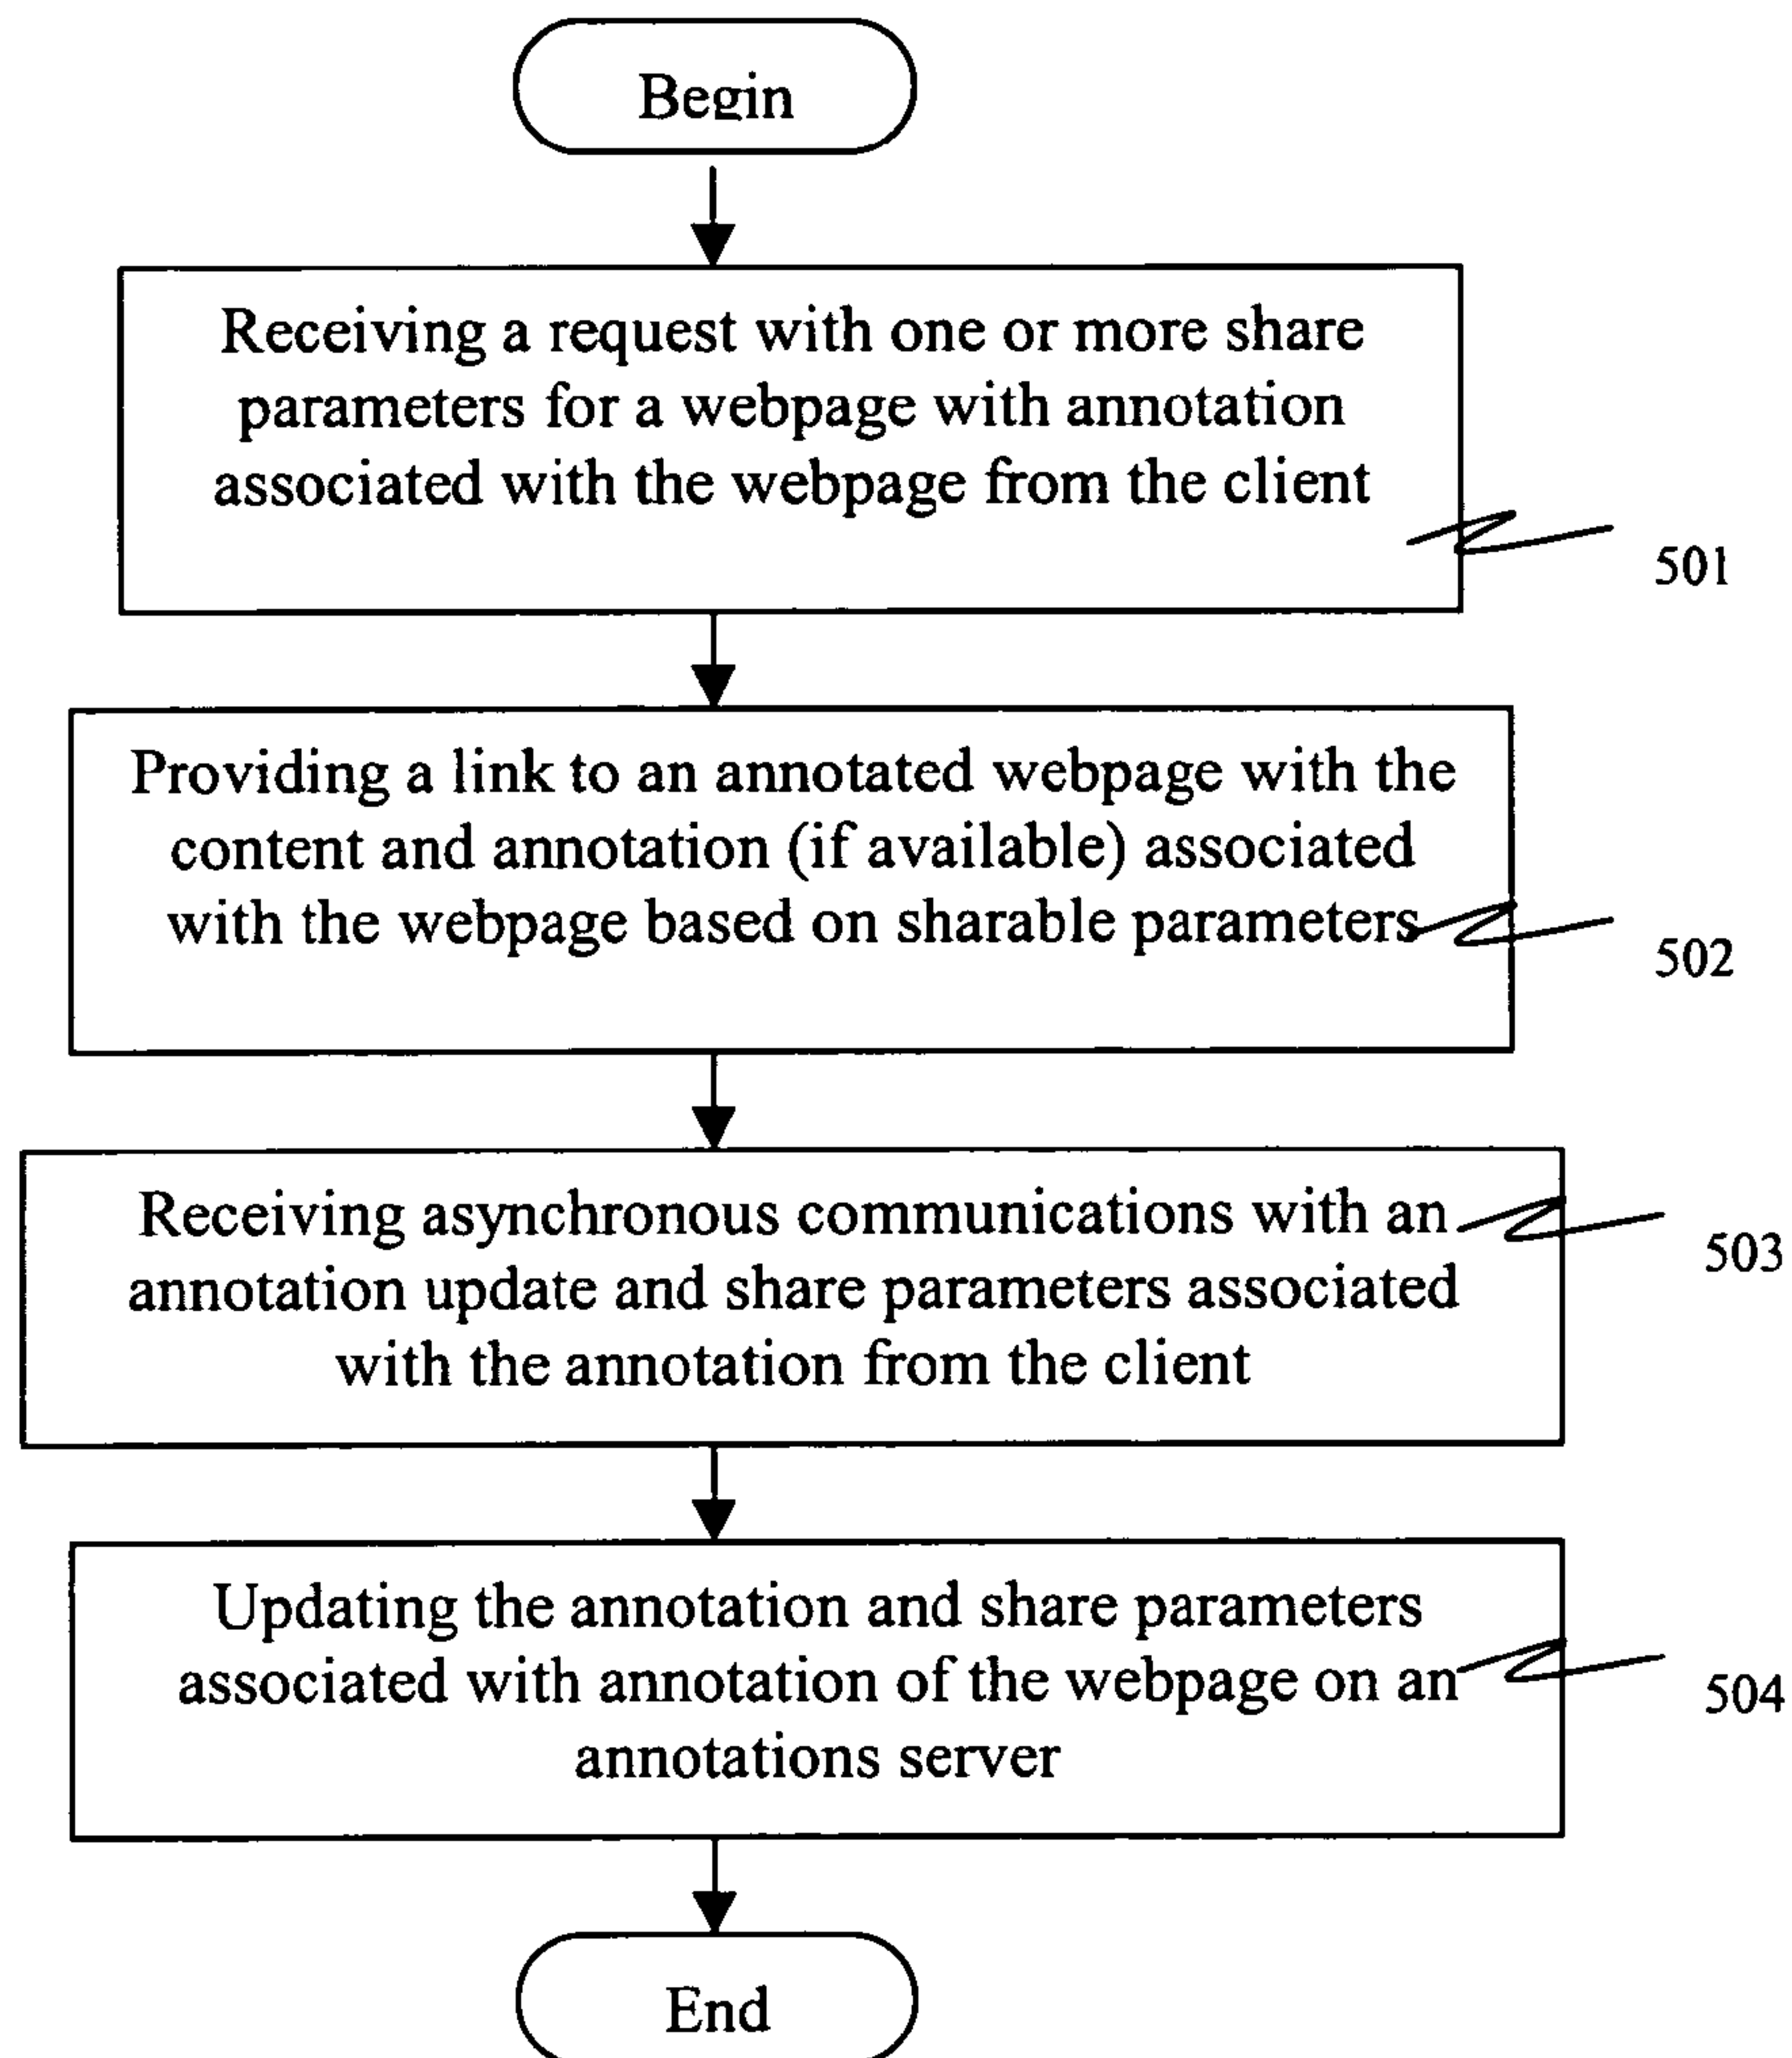 Begin
Receiving a request with one or more share
parameters for a webpage with annotation
associated with the webpage from the client
501
Providing a link to an annotated webpage with the
content and annotation (if available) associated
with the webpage based on sharable parameters
502
Receiving asynchronous communications with an
503
annotation update and share parameters associated
with the annotation from the client
Updating the annotation and share parameters
associated with annotation of the webpage on an
504
annotations server
End